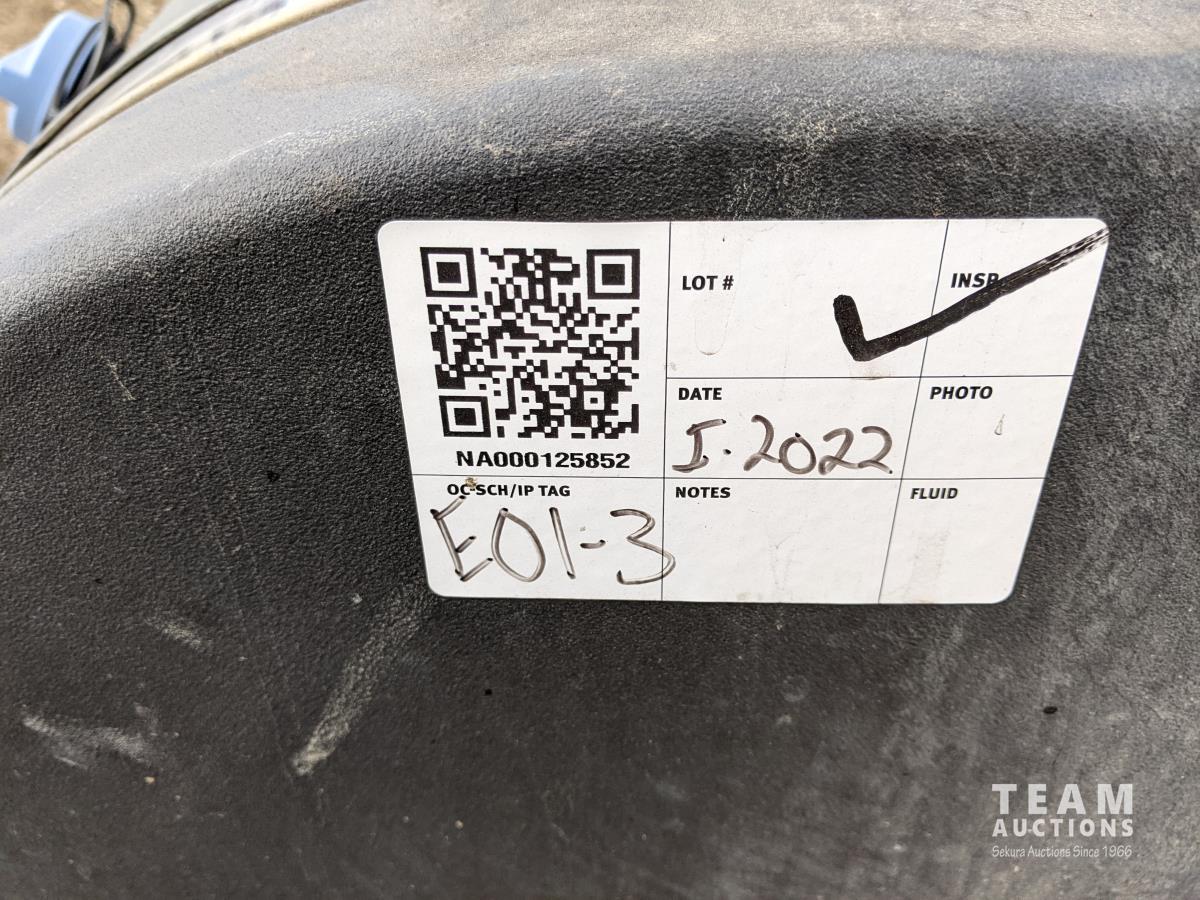 LOT #
INSP
DATE
I. 2022
PHOTO
NA000125852
OC-SCH/IP TAG
E01-3
NOTES
FLUID
TEAM
AUCTIONS
Sekura Auctions Since 1966